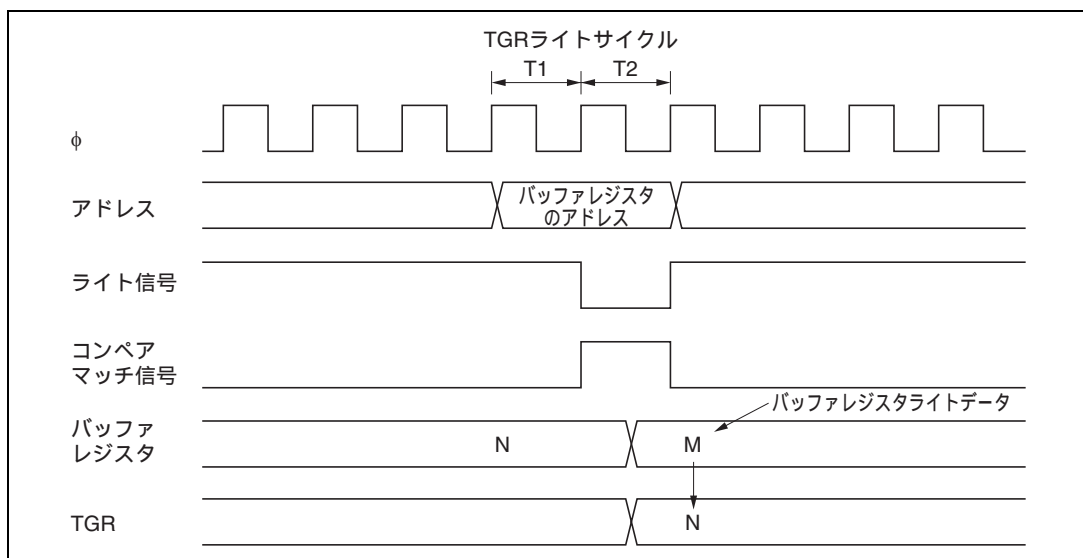 TGRライトサイクル
T1 T2
φ
アドレス
バッファレジスタ
のアドレス
ライト信号
コンペア
マッチ信号
バッファレジスタライトデータ
バッファ
レジスタ
N M
TGR
N